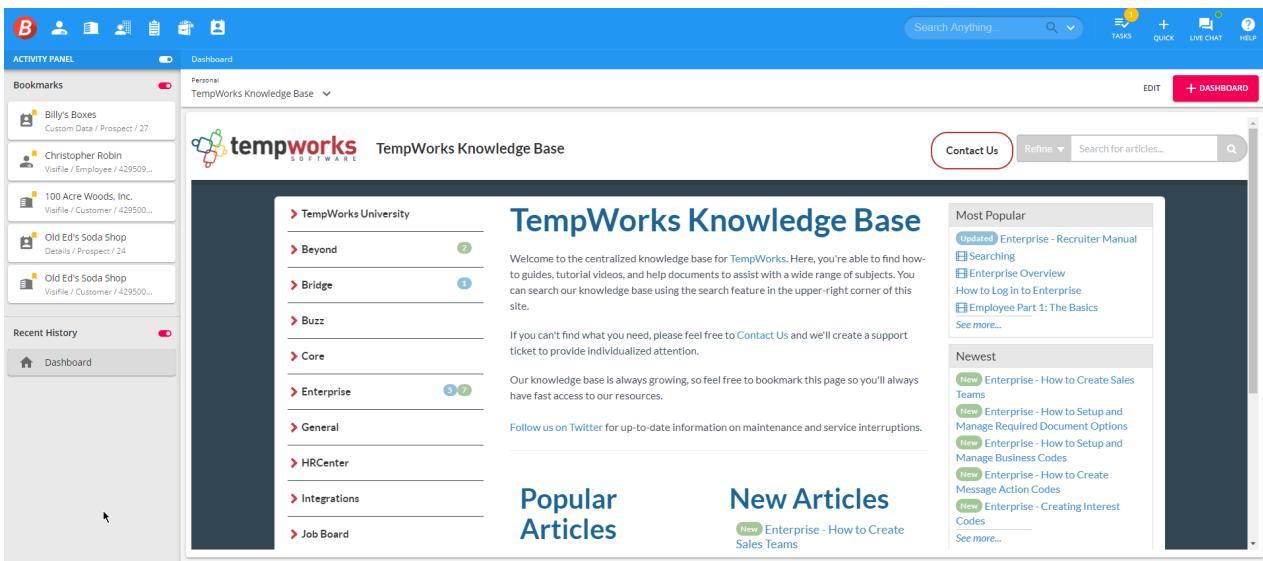 B
Search Anything...
1
TASKS
QUICK
LIVE CHAT
?
HELP
ACTIVITY PANEL
Dashboard
Bookmarks
Billy's Boxes
Custom Data / Prospect / 27
Christopher Robin
Visifile / Employee / 429509...
100 Acre Woods, Inc.
Visifile / Customer / 429500...
Old Ed's Soda Shop
Details / Prospect / 24
Old Ed's Soda Shop
Visifile / Customer / 429500...
Recent History
Dashboard
Personal
TempWorks Knowledge Base
EDIT
+ DASHBOARD
tempworks
SOFTWARE
TempWorks Knowledge Base
Contact Us
Refine
Search for articles...
TempWorks University
Beyond 2
Bridge 1
Buzz
Core
Enterprise 5 7
General
HRCenter
Integrations
Job Board
TempWorks Knowledge Base
Welcome to the centralized knowledge base for TempWorks. Here, you're able to find how-
to guides, tutorial videos, and help documents to assist with a wide range of subjects. You
can search our knowledge base using the search feature in the upper-right corner of this
site.
If you can't find what you need, please feel free to Contact Us and we'll create a support
ticket to provide individualized attention.
Our knowledge base is always growing, so feel free to bookmark this page so you'll always
have fast access to our resources.
Follow us on Twitter for up-to-date information on maintenance and service interruptions.
Popular
Articles
New Articles
New Enterprise - How to Create
Sales Teams
Most Popular
Updated Enterprise - Recruiter Manual
Searching
Enterprise Overview
How to Log in to Enterprise
Employee Part 1: The Basics
See more...
Newest
New Enterprise - How to Create Sales
Teams
New Enterprise - How to Setup and
Manage Required Document Options
New Enterprise - How to Setup and
Manage Business Codes
New Enterprise - How to Create
Message Action Codes
New Enterprise - Creating Interest
Codes
See more...